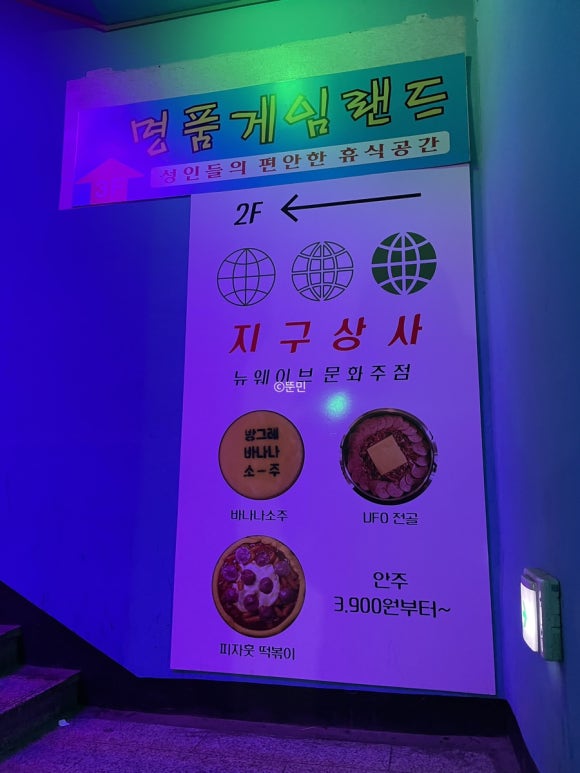 명품게임랜드
성인들의 편안한 휴식공간
2F
지구상사
뉴웨이브 문화주점
©뚠민
방그레
바나나
소-주
바나나소주
UFO 전골
피자웃 떡볶이
안주
3,900원부터~